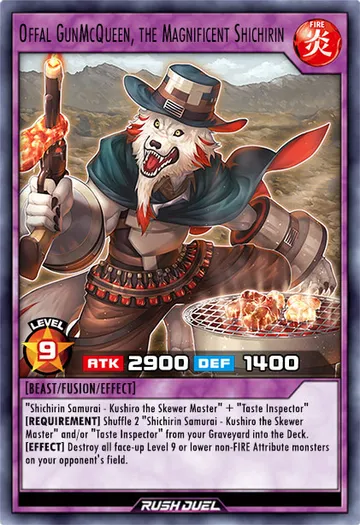 Offal GunMcQueen, the Magnificent Shichirin
FIRE
炎
LEVEL
9
ATK 2900 DEF 1400
[BEAST/FUSION/EFFECT]
"Shichirin Samurai - Kushiro the Skewer Master" + "Taste Inspector"
[REQUIREMENT] Shuffle 2 "Shichirin Samurai - Kushiro the Skewer
Master" and/or "Taste Inspector" from your Graveyard into the Deck.
[EFFECT] Destroy all face-up Level 9 or lower non-FIRE Attribute monsters
on your opponent's field.
RUSH DUEL